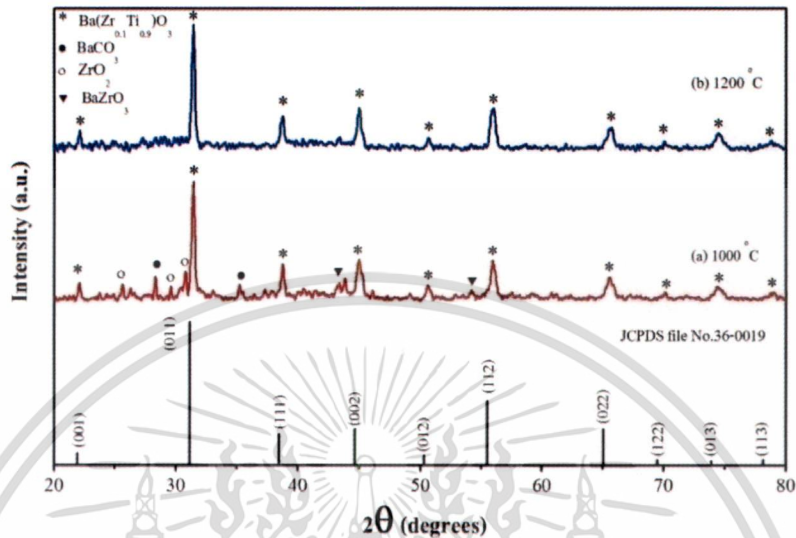 * Ba(Zr0.1Ti0.9)O3
● BaCO3
○ ZrO2
▼ BaZrO3
(b) 1200 °C
(a) 1000 °C
JCPDS file No.36-0019
Intensity (a.u.)
(001)
(011)
(111)
(002)
(012)
(112)
(022)
(122)
(013)
(113)
20 30 40 50 60 70 80
2θ (degrees)